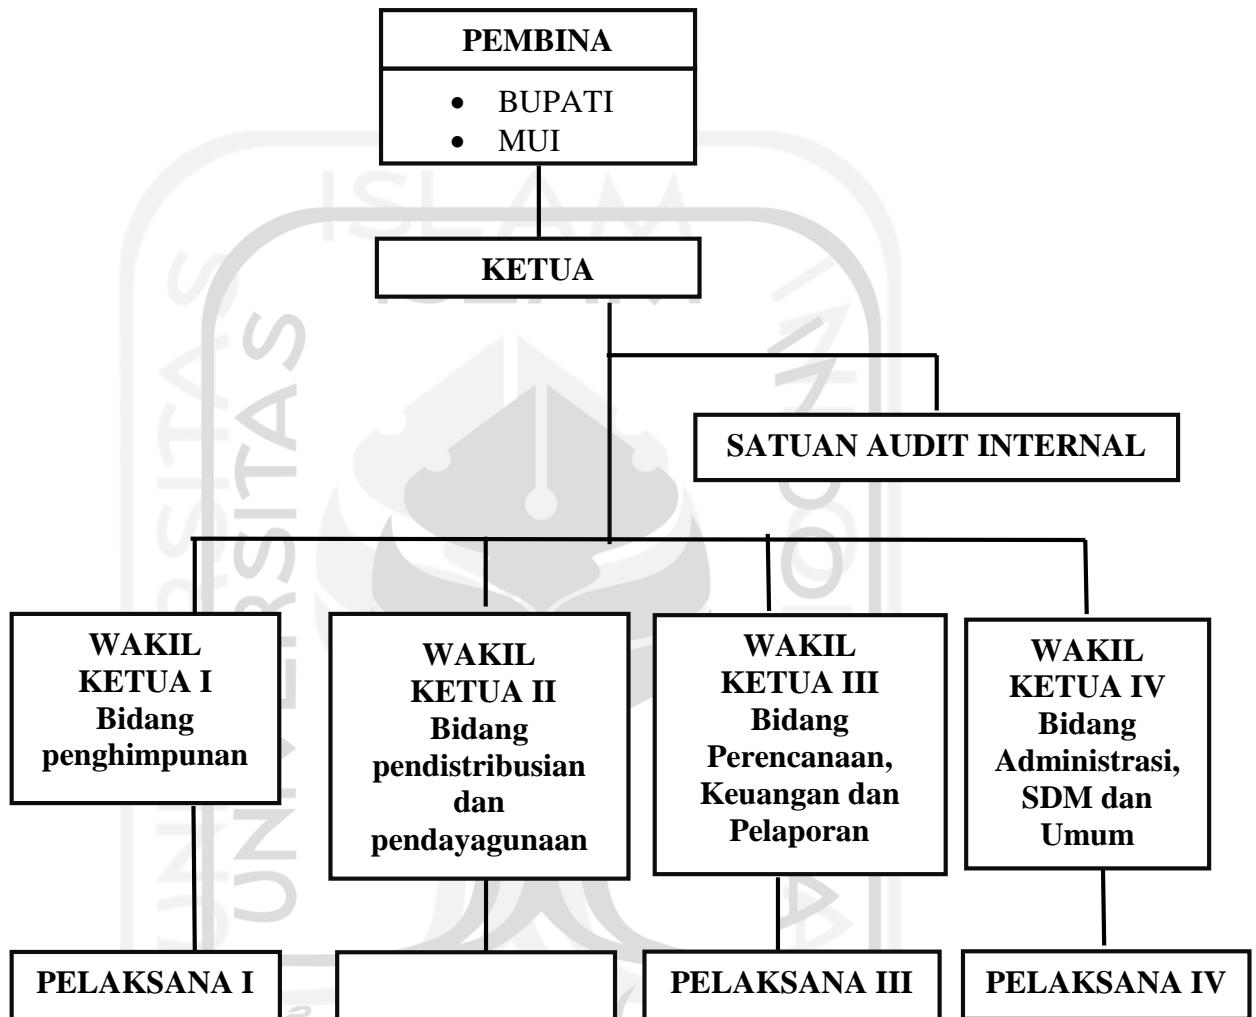 PEMBINA
• BUPATI
• MUI
KETUA
SATUAN AUDIT INTERNAL
WAKIL
KETUA I
Bidang
penghimpunan
WAKIL
KETUA II
Bidang
pendistribusian
dan
pendayagunaan
WAKIL
KETUA III
Bidang
Perencanaan,
Keuangan dan
Pelaporan
WAKIL
KETUA IV
Bidang
Administrasi,
SDM dan
Umum
PELAKSANA I
PELAKSANA III
PELAKSANA IV
UNIVERSITAS
ISLAM